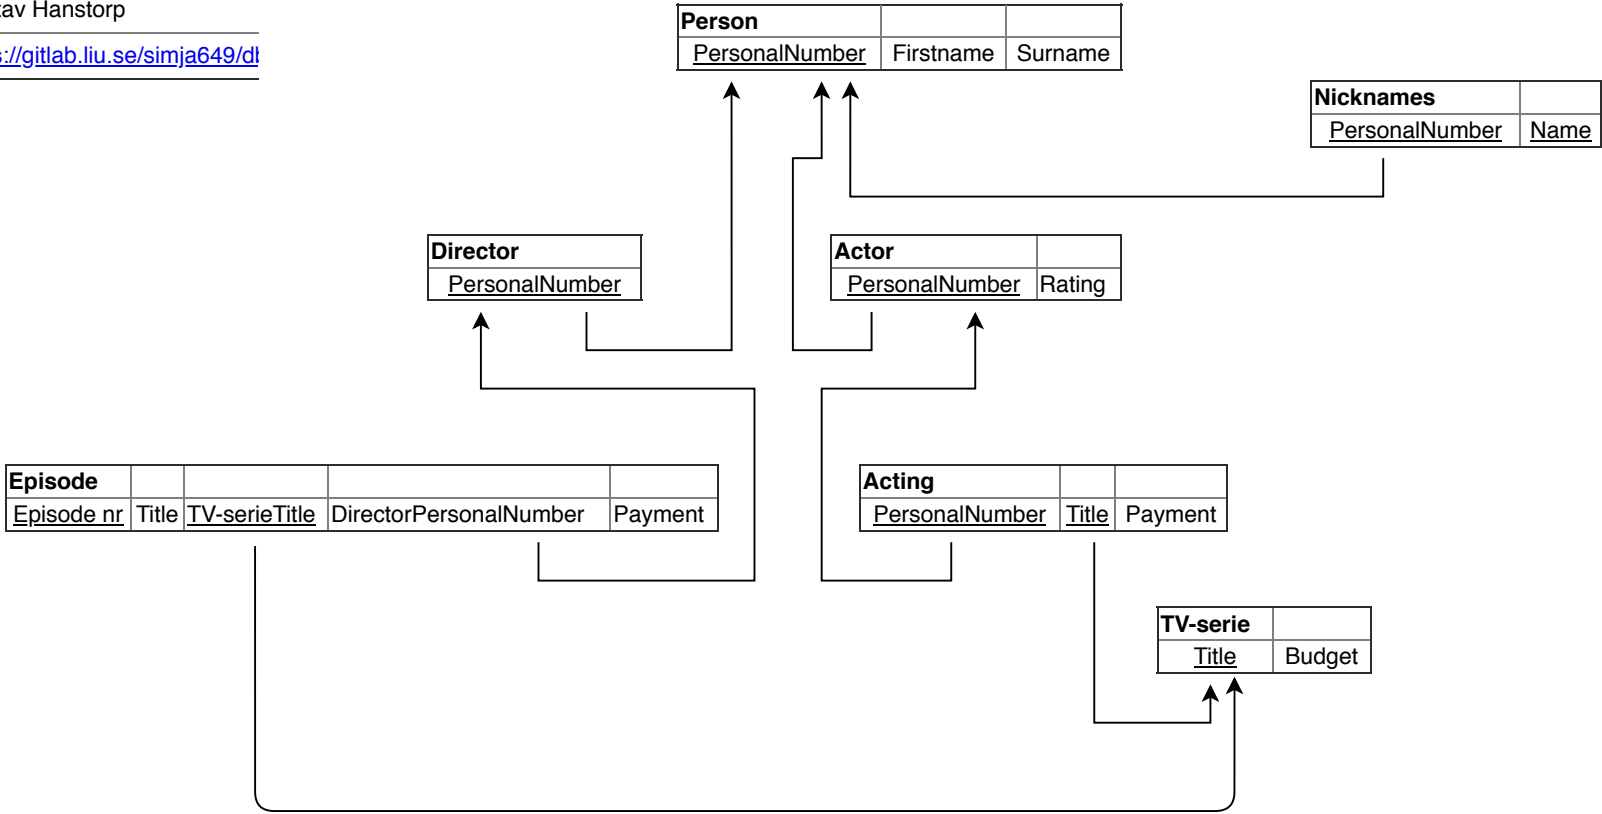 tav Hanstorp
://gitlab.liu.se/simja649/db
Person
PersonalNumber Firstname Surname
Nicknames
PersonalNumber Name
Director
PersonalNumber
Actor
PersonalNumber Rating
Episode
Episode nr Title TV-serieTitle DirectorPersonalNumber Payment
Acting
PersonalNumber Title Payment
TV-serie
Title Budget